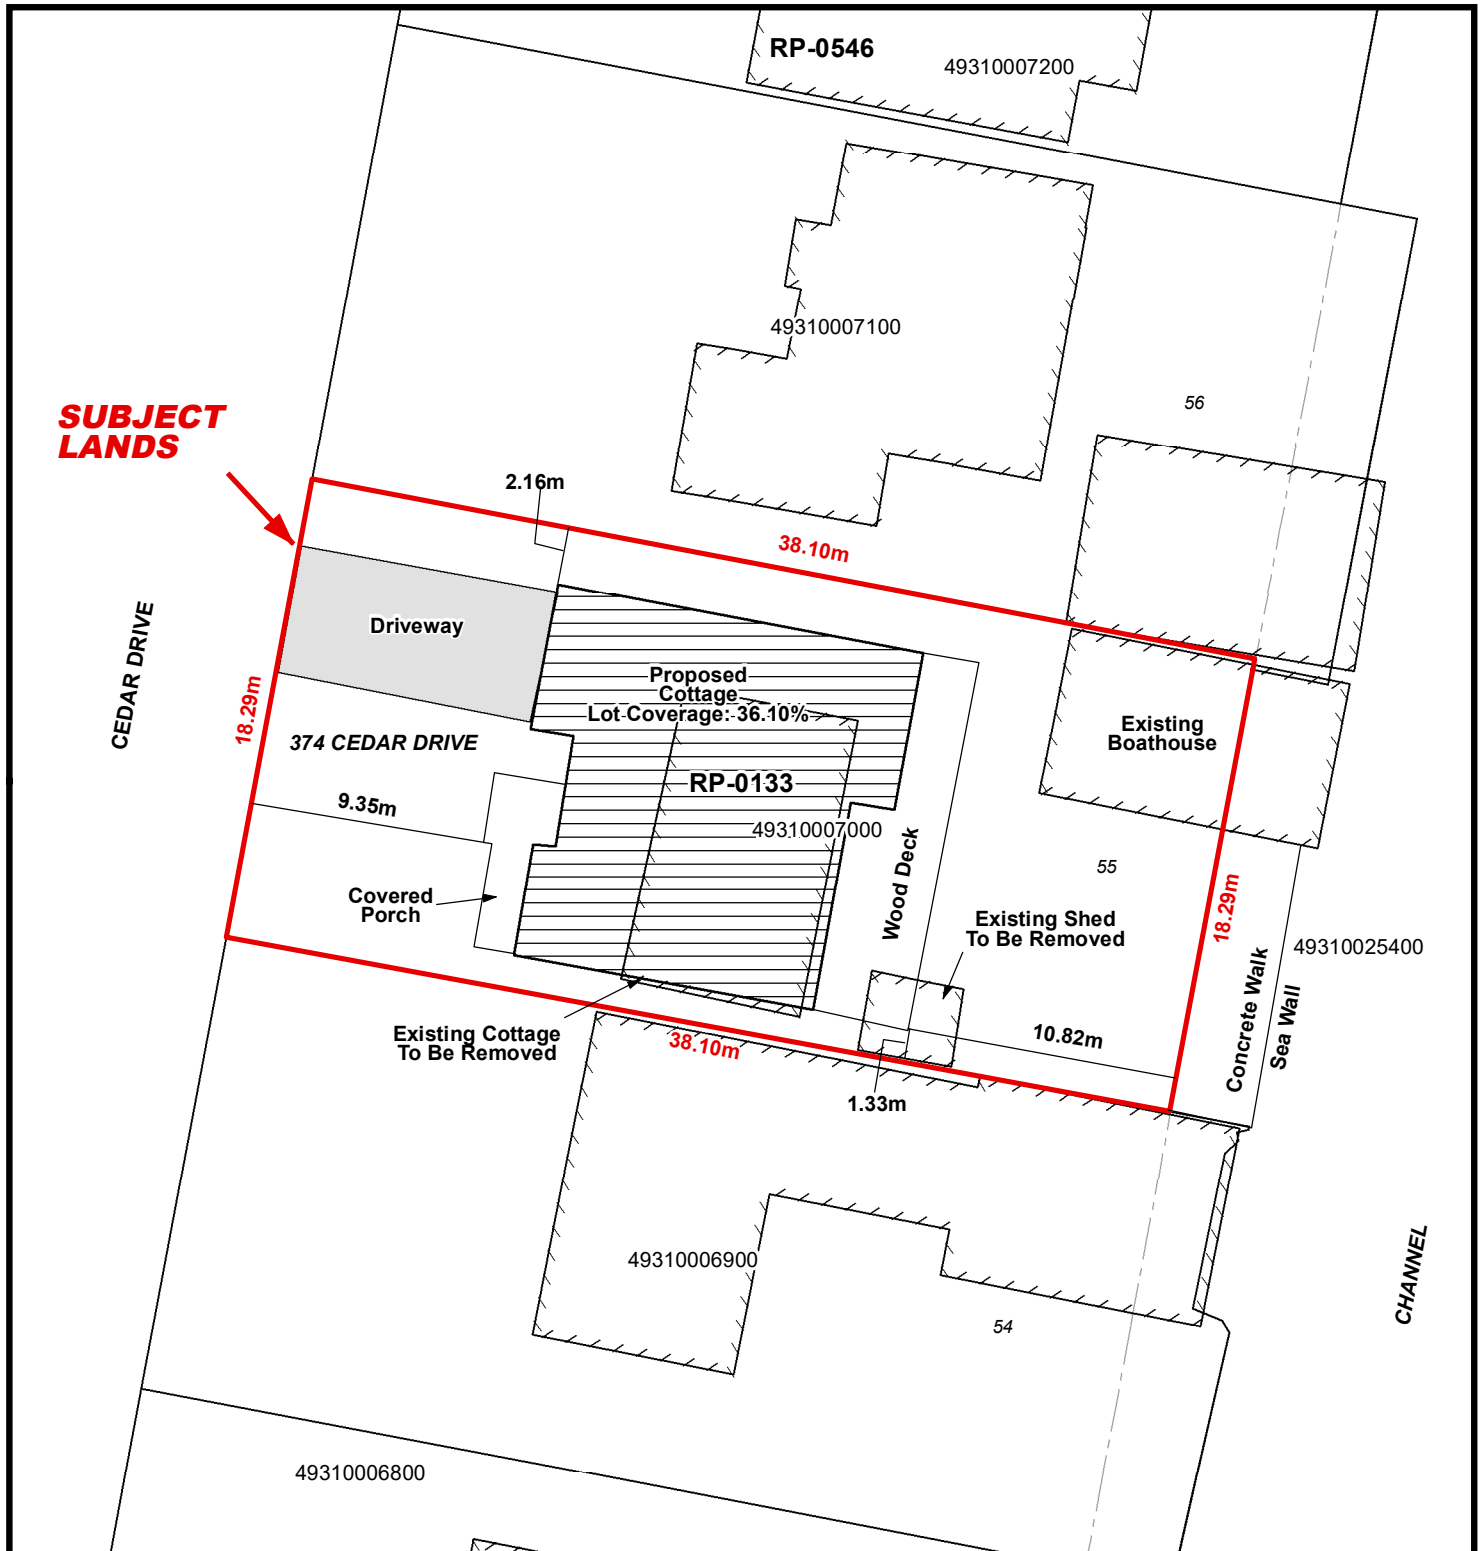 RP-0546
49310007200
49310007100
56
SUBJECT
LANDS
2.16m
38.10m
Driveway
CEDAR DRIVE
18.29m
Proposed
Cottage
Lot Coverage: 36.10%
Existing
Boathouse
374 CEDAR DRIVE
RP-0133
9.35m
49310007000
Wood Deck
55
Covered
Porch
Existing Shed
To Be Removed
18.29m
49310025400
Concrete Walk
Sea Wall
Existing Cottage
To Be Removed
38.10m
10.82m
1.33m
49310006900
54
CHANNEL
49310006800